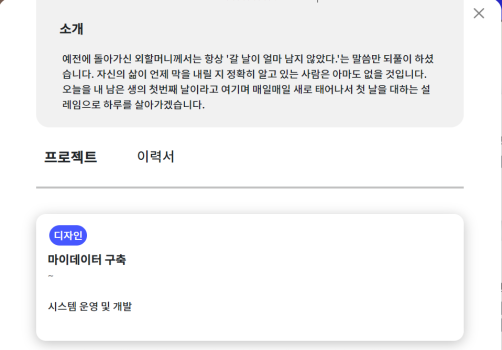 소개
예전에 돌아가신 외할머니께서는 항상 '갈 날이 얼마 남지 않았다.'는 말씀만 되풀이 하셨
습니다. 자신의 삶이 언제 막을 내릴 지 정확히 알고 있는 사람은 아마도 없을 것입니다.
오늘을 내 남은 생의 첫번째 날이라고 여기며 매일매일 새로 태어나서 첫 날을 대하는 설
레임으로 하루를 살아가겠습니다.
프로젝트 이력서
디자인
마이데이터 구축
~
시스템 운영 및 개발